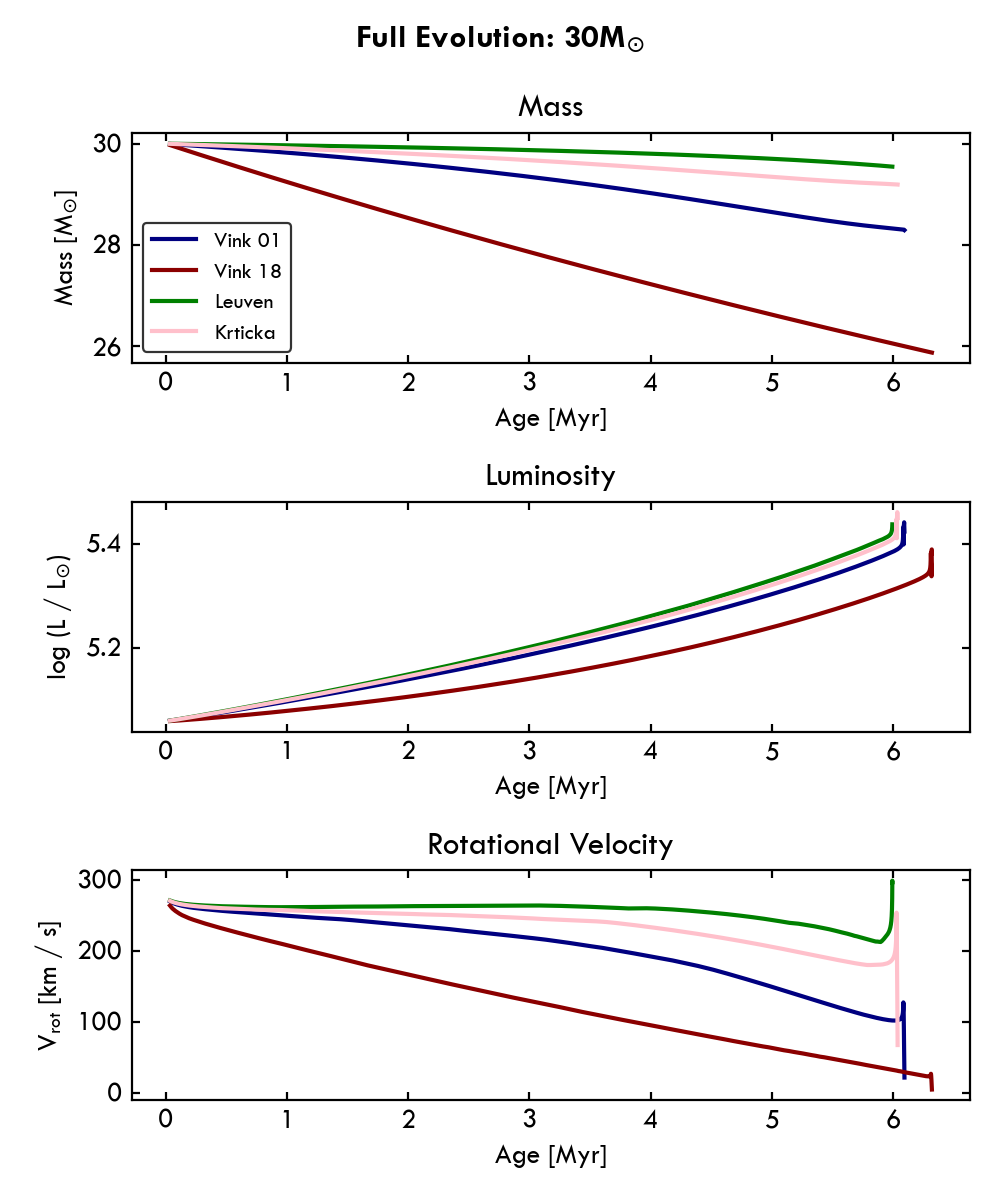 Full Evolution: 30M☉
Mass
30
28
26
Mass [M☉]
Vink 01
Vink 18
Leuven
Krticka
0 1 2 3 4 5 6
Age [Myr]
Luminosity
5.4
5.2
log (L / L☉)
0 1 2 3 4 5 6
Age [Myr]
Rotational Velocity
300
200
100
0
Vrot [km / s]
0 1 2 3 4 5 6
Age [Myr]